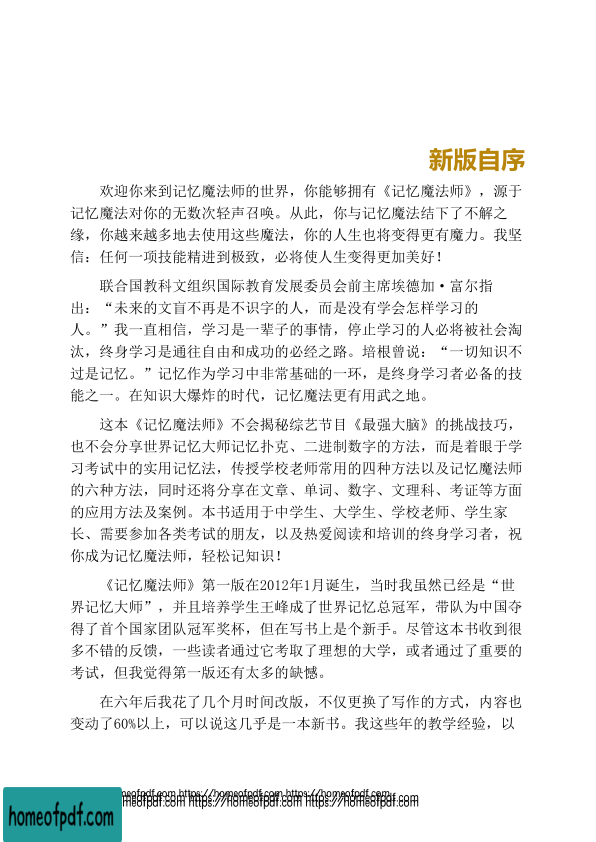 新版自序
欢迎你来到记忆魔法师的世界，你能够拥有《记忆魔法师》，源于
记忆魔法对你的无数次轻声召唤。从此，你与记忆魔法结下了不解之
缘，你越来越多地去使用这些魔法，你的人生也将变得更有魔力。我坚
信：任何一项技能精进到极致，必将使人生变得更加美好！
联合国教科文组织国际教育发展委员会前主席埃德加·富尔指
出：“未来的文盲不再是不识字的人，而是没有学会怎样学习的
人。”我一直相信，学习是一辈子的事情，停止学习的人必将被社会淘
汰，终身学习是通往自由和成功的必经之路。培根曾说：“一切知识不
过是记忆。”记忆作为学习中非常基础的一环，是终身学习者必备的技
能之一。在知识大爆炸的时代，记忆魔法更有用武之地。
这本《记忆魔法师》不会揭秘综艺节目《最强大脑》的挑战技巧，
也不会分享世界记忆大师记忆扑克、二进制数字的方法，而是着眼于学
习考试中的实用记忆法，传授学校老师常用的四种方法以及记忆魔法师
的六种方法，同时还将分享在文章、单词、数字、文理科、考证等方面
的应用方法及案例。本书适用于中学生、大学生、学校老师、学生家
长、需要参加各类考试的朋友，以及热爱阅读和培训的终身学习者，祝
你成为记忆魔法师，轻松记知识！
《记忆魔法师》第一版在2012年1月诞生，当时我虽然已经是“世
界记忆大师”，并且培养学生王峰成了世界记忆总冠军，带队为中国夺
得了首个国家团队冠军奖杯，但在写书上是个新手。尽管这本书收到很
多不错的反馈，一些读者通过它考取了理想的大学，或者通过了重要的
考试，但我觉得第一版还有太多的缺憾。
在六年后我花了几个月时间改版，不仅更换了写作的方式，内容也
变动了60%以上，可以说这几乎是一本新书。我这些年的教学经验，以
homeofpdf.com https://homeofpdf.com https://homeofpdf.com
homeofpdf.com https://homeofpdf.com https://homeofpdf.com
homeofpdf.com